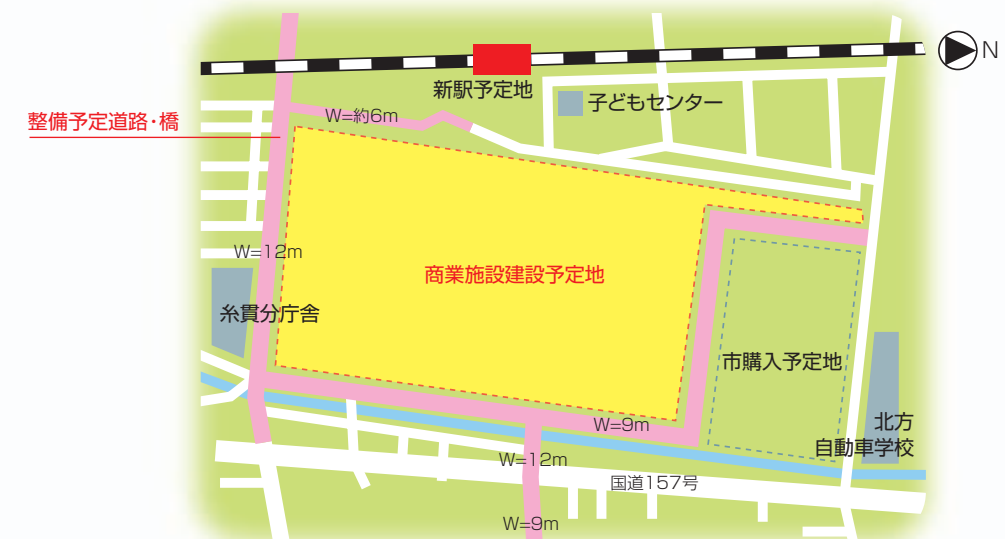 N
新駅予定地
子どもセンター
W=約6m
整備予定道路・橋
W=12m
商業施設建設予定地
糸貫分庁舎
市購入予定地
W=9m
北方
自動車学校
W=12m
国道157号
W=9m